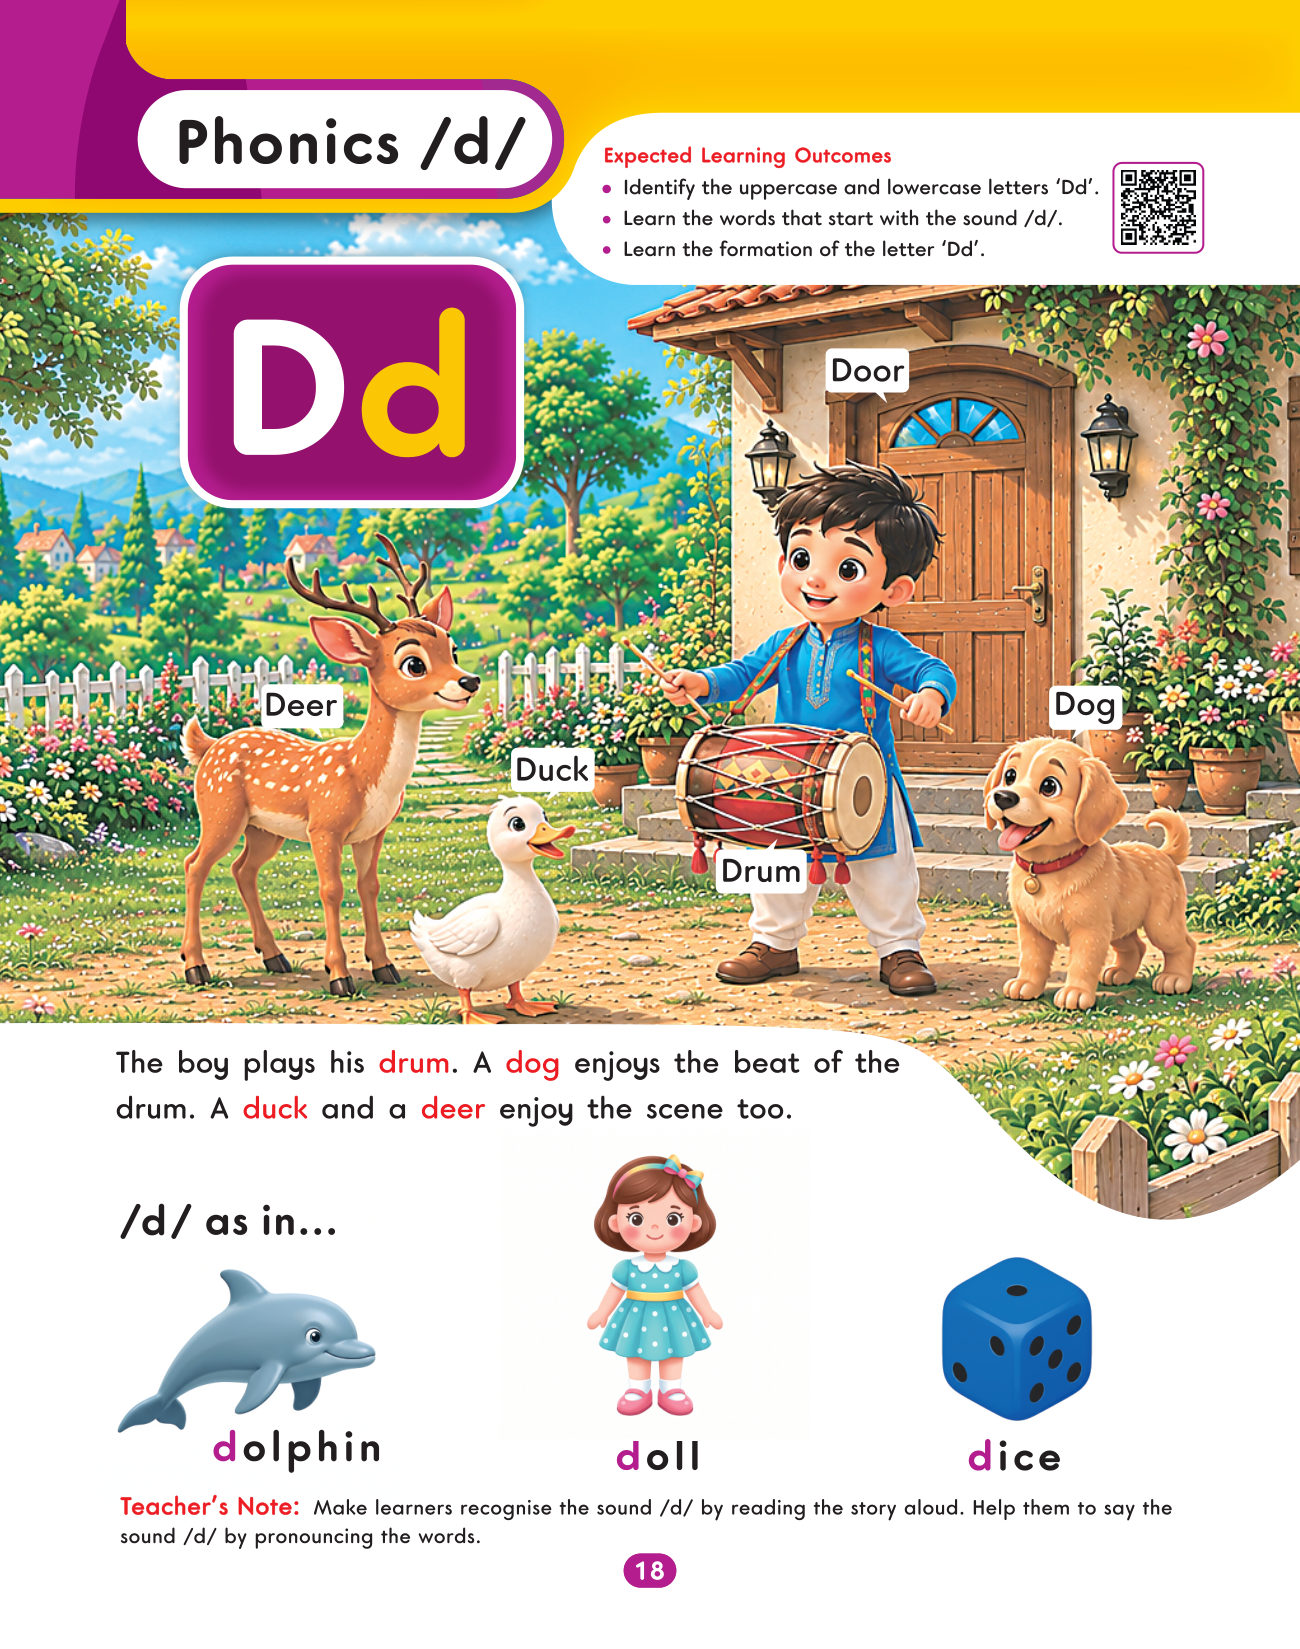 Phonics /d/
Expected Learning Outcomes
• Identify the uppercase and lowercase letters ‘Dd’.
• Learn the words that start with the sound /d/.
• Learn the formation of the letter ‘Dd’.
Dd
Door
Deer
Dog
Duck
Drum
The boy plays his drum. A dog enjoys the beat of the
drum. A duck and a deer enjoy the scene too.
/d/ as in...
dolphin
doll
dice
Teacher’s Note: Make learners recognise the sound /d/ by reading the story aloud. Help them to say the
sound /d/ by pronouncing the words.
18